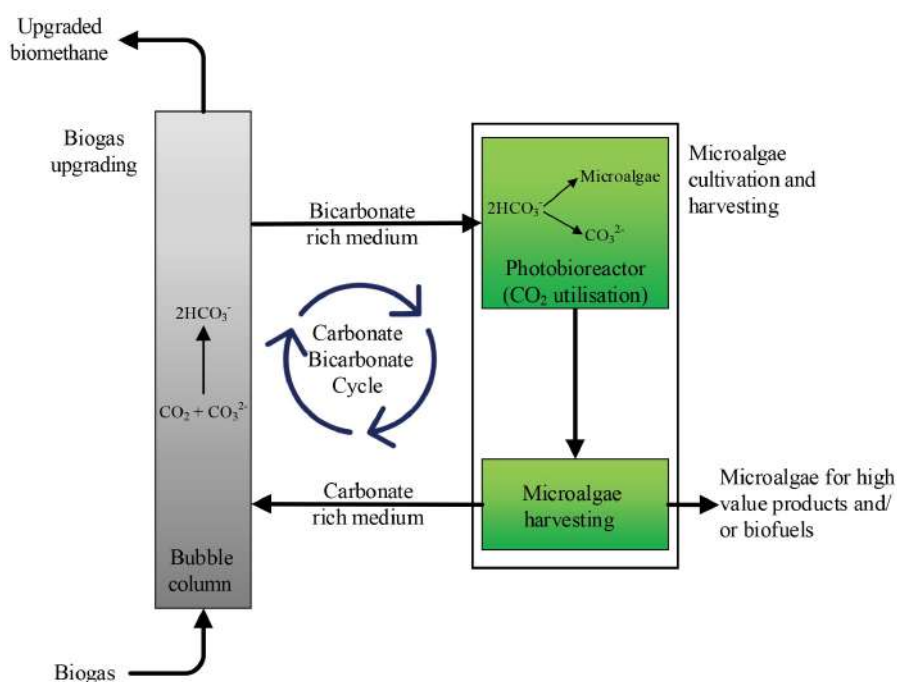 Upgraded
biomethane
Biogas
upgrading
2HCO₃⁻
CO₂ + CO₃²⁻
Bubble
column
Biogas
Bicarbonate
rich medium
Carbonate
Bicarbonate
Cycle
Carbonate
rich medium
Microalgae
2HCO₃⁻
CO₃²⁻
Photobioreactor
(CO₂ utilisation)
Microalgae
harvesting
Microalgae
cultivation and
harvesting
Microalgae for high
value products and/
or biofuels